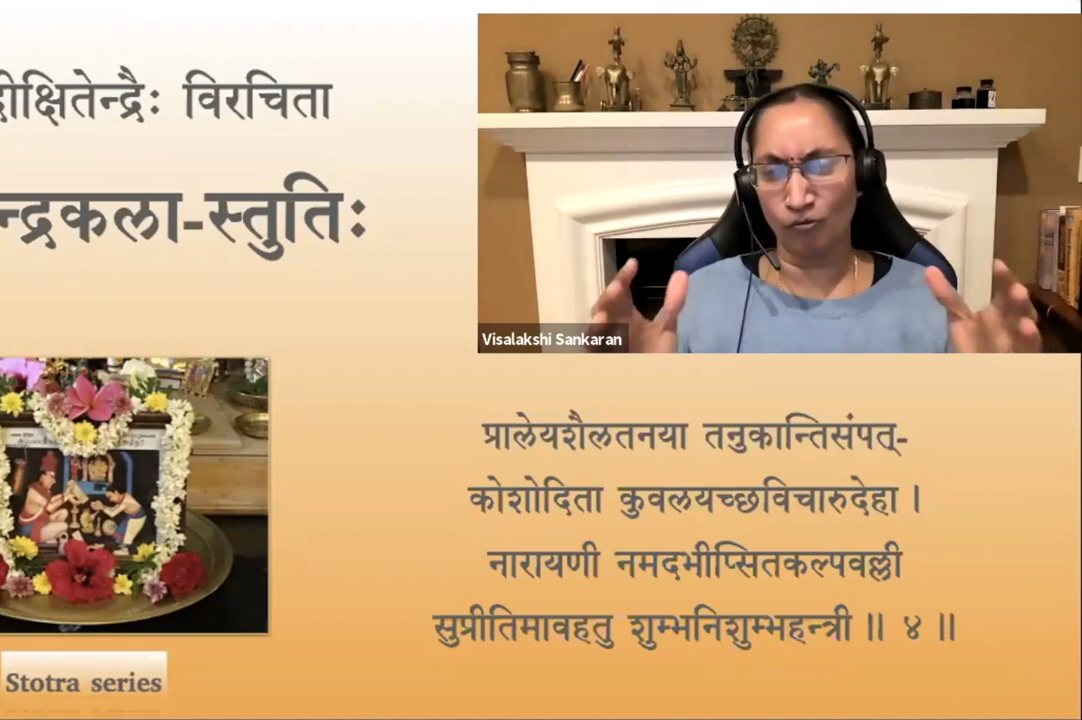 विरचिता
स्तुतिः
Visalakshi Sankaran
प्रालेयशैलतनया तनुकान्तिसंपत्-
कोशोदिता कुवलयच्छविचारुदेहा ।
नारायणी नमदभीप्सितकल्पवल्ली
सुप्रीतिमावहतु शुम्भनिशुम्भहन्त्री ॥ ४ ॥
Stotra series